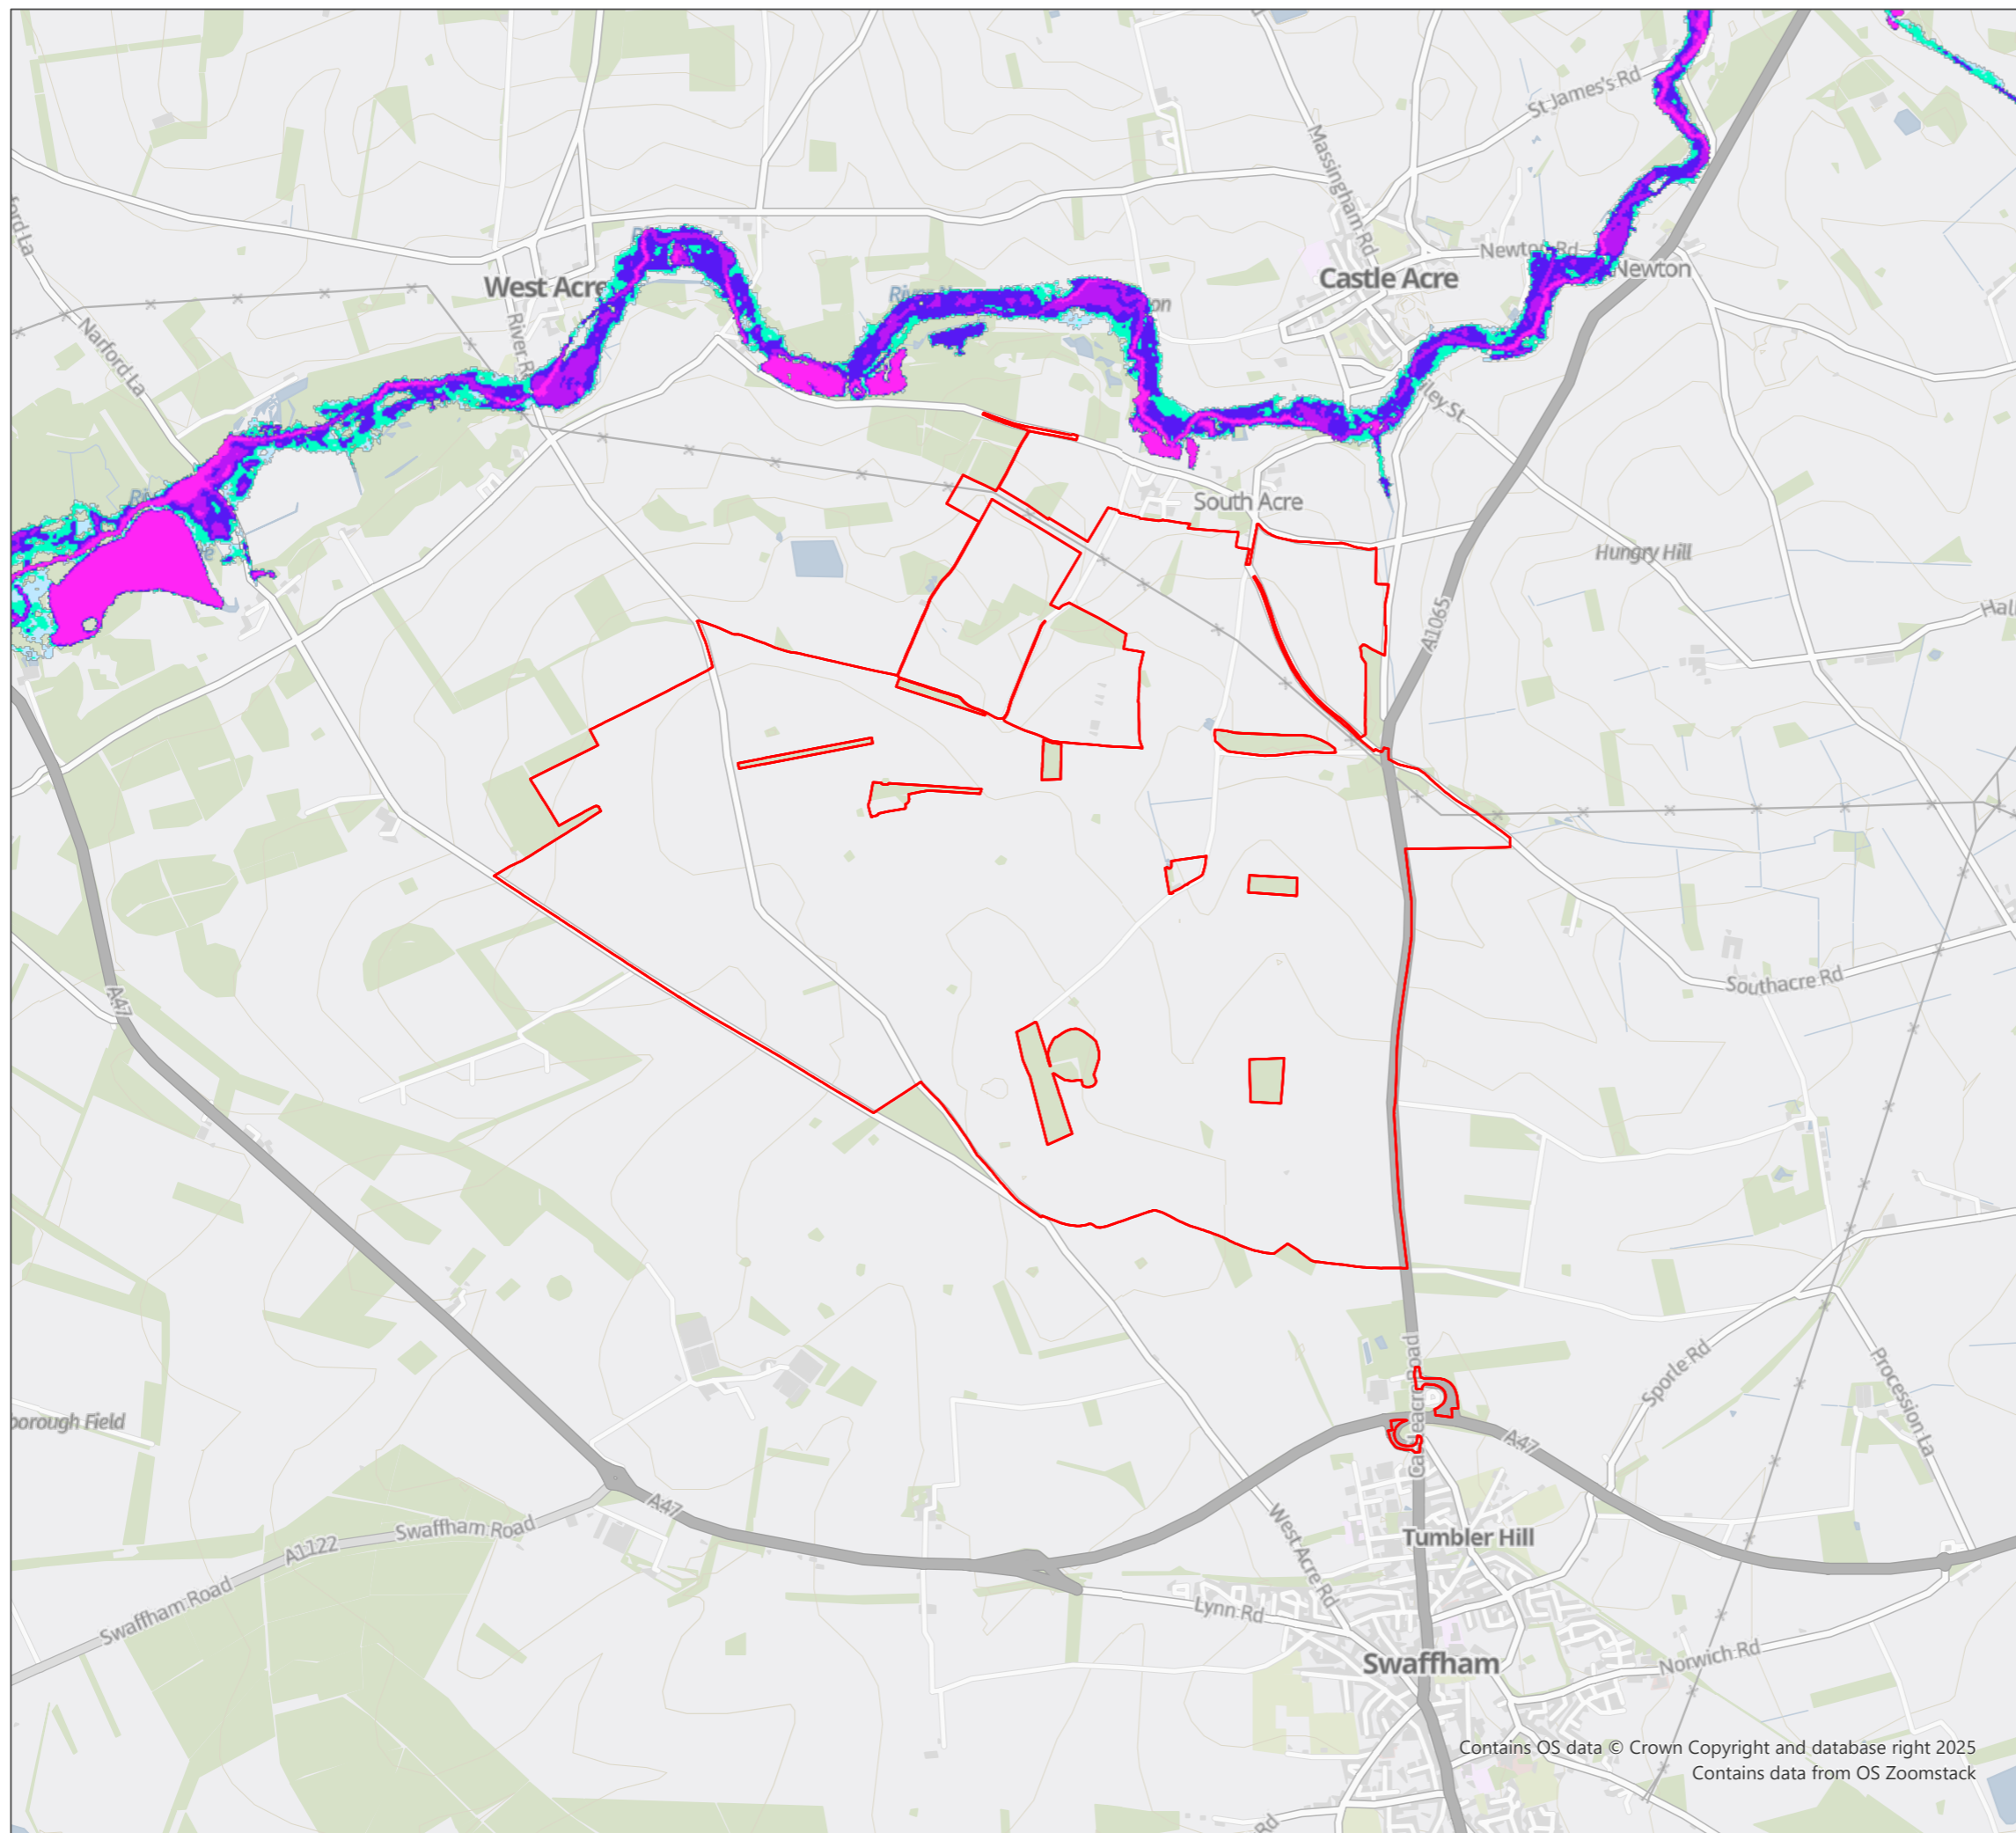 St James's Rd
Massingham Rd
Newton Rd
Newton
West Acre
Castle Acre
River Rd
Narford La
South Acre
Hungry Hill
A1065
A47
Southacre Rd
Castleacre Road
Sporle Rd
Procession La
borough Field
A47
A47
Swaffham Road
A1122
Swaffham Road
Tumbler Hill
West Acre Rd
Lynn Rd
Norwich Rd
Swaffham
Contains OS data © Crown Copyright and database right 2025
Contains data from OS Zoomstack
Rd